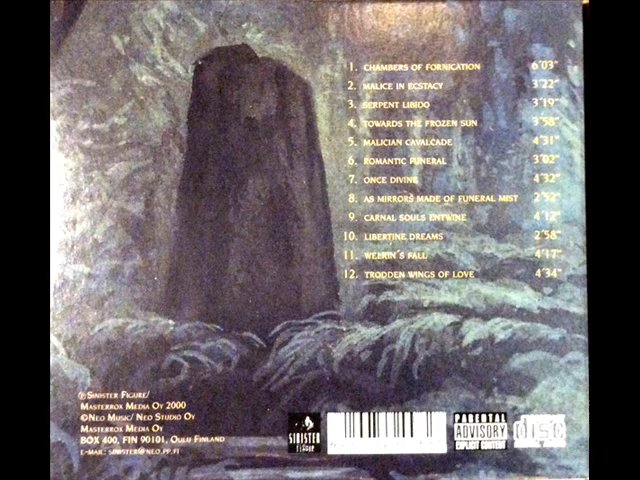 1. CHAMBERS OF FORNICATION 6'03"
2. MALICE IN ECSTACY 3'22"
3. SERPENT LIBIDO 3'19"
4. TOWARDS THE FROZEN SUN 3'58"
5. MALICIAN CAVALCADE 4'31"
6. ROMANTIC FUNERAL 3'02"
7. ONCE DIVINE 4'32"
8. AS MIRRORS MADE OF FUNERAL MIST 2'52"
9. CARNAL SOULS ENTWINE 4'12"
10. LIBERTINE DREAMS 2'58"
11. WELKIN'S FALL 4'17"
12. TRODDEN WINGS OF LOVE 4'34"
℗SINISTER FIGURE/
MASTERROX MEDIA OY 2000
©NEO MUSIC/ NEO STUDIO OY
MASTERROX MEDIA OY
BOX 400, FIN 90101, OULU FINLAND
E-MAIL: SINISTER@NEO.PP.FI
SINISTER
FIGURE
PARENTAL
ADVISORY
EXPLICIT CONTENT
DISC